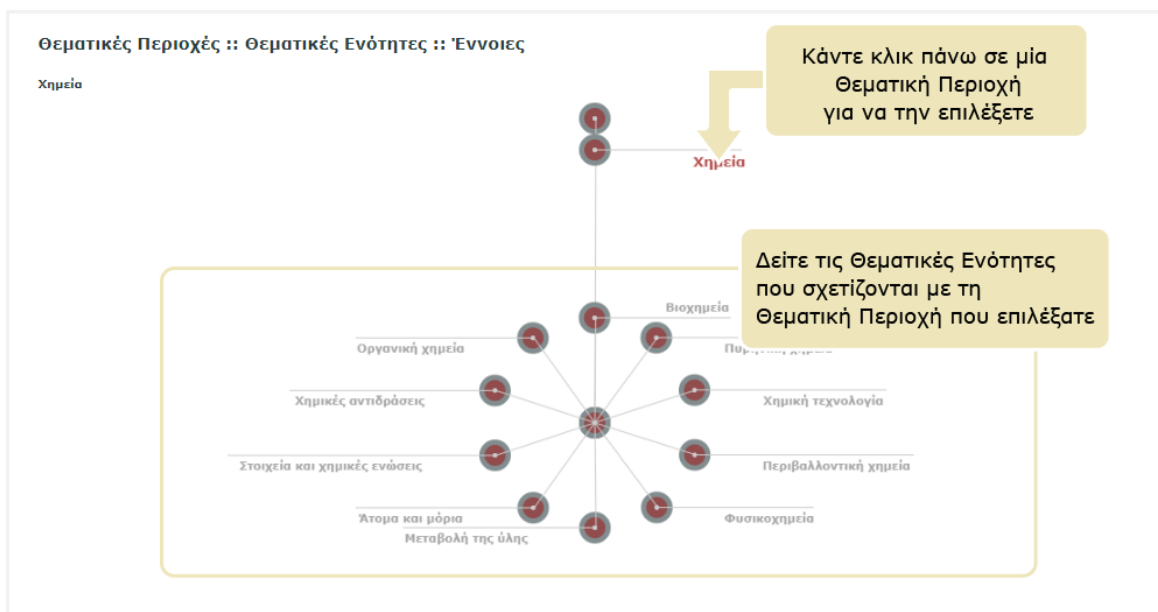 Θεματικές Περιοχές :: Θεματικές Ενότητες :: Έννοιες
Χημεία
Κάντε κλικ πάνω σε μία
Θεματική Περιοχή
για να την επιλέξετε
Χημεία
Δείτε τις Θεματικές Ενότητες
που σχετίζονται με τη
Θεματική Περιοχή που επιλέξατε
Βιοχημεία
Οργανική χημεία
Πυρηνική χημεία
Χημικές αντιδράσεις
Χημική τεχνολογία
Στοιχεία και χημικές ενώσεις
Περιβαλλοντική χημεία
Άτομα και μόρια
Φυσικοχημεία
Μεταβολή της ύλης